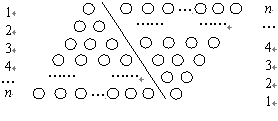 1 …… n
2 …… ……
3 …
4 4
…… …… 3
… 2
n … 1